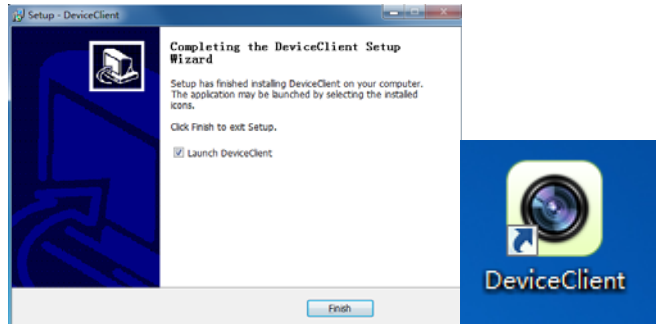 Setup - DeviceClient
Completing the DeviceClient Setup
Wizard
Setup has finished installing DeviceClient on your computer.
The application may be launched by selecting the installed
icons.
Click Finish to exit Setup.
Launch DeviceClient
Finish
DeviceClient